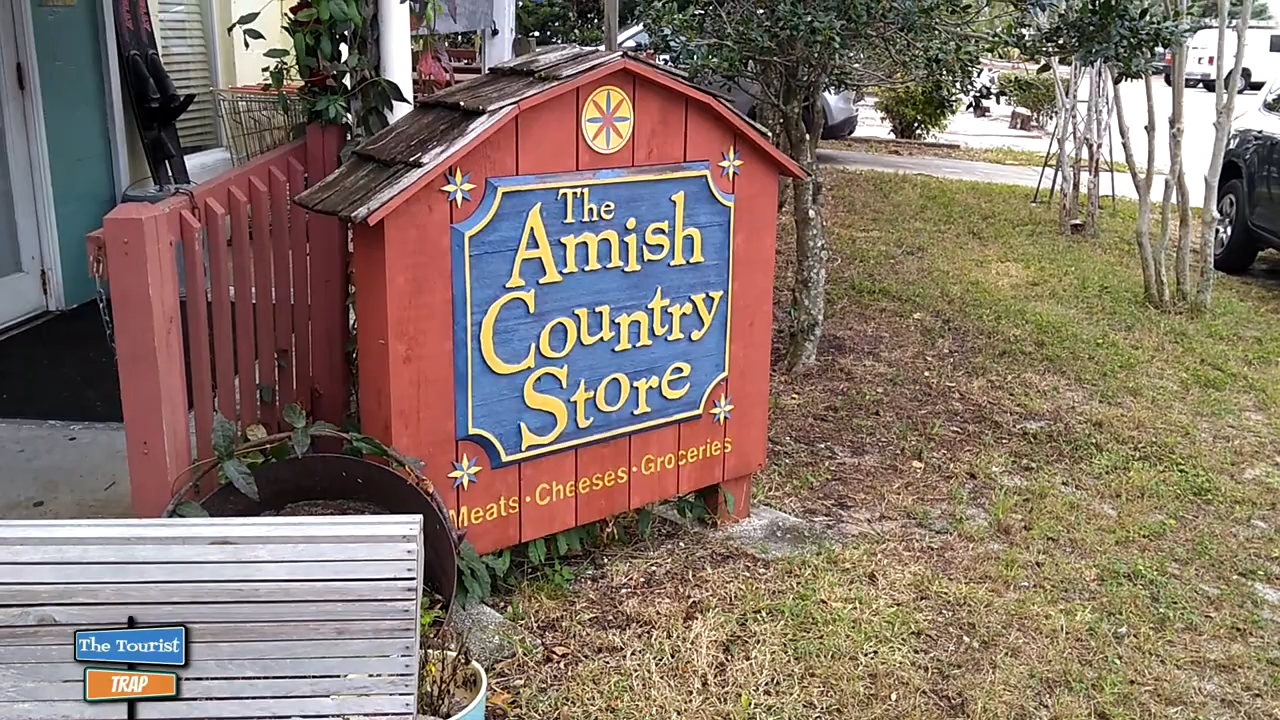 The
Amish
Country
Store
Meats · Cheeses · Groceries
The Tourist
TRAP